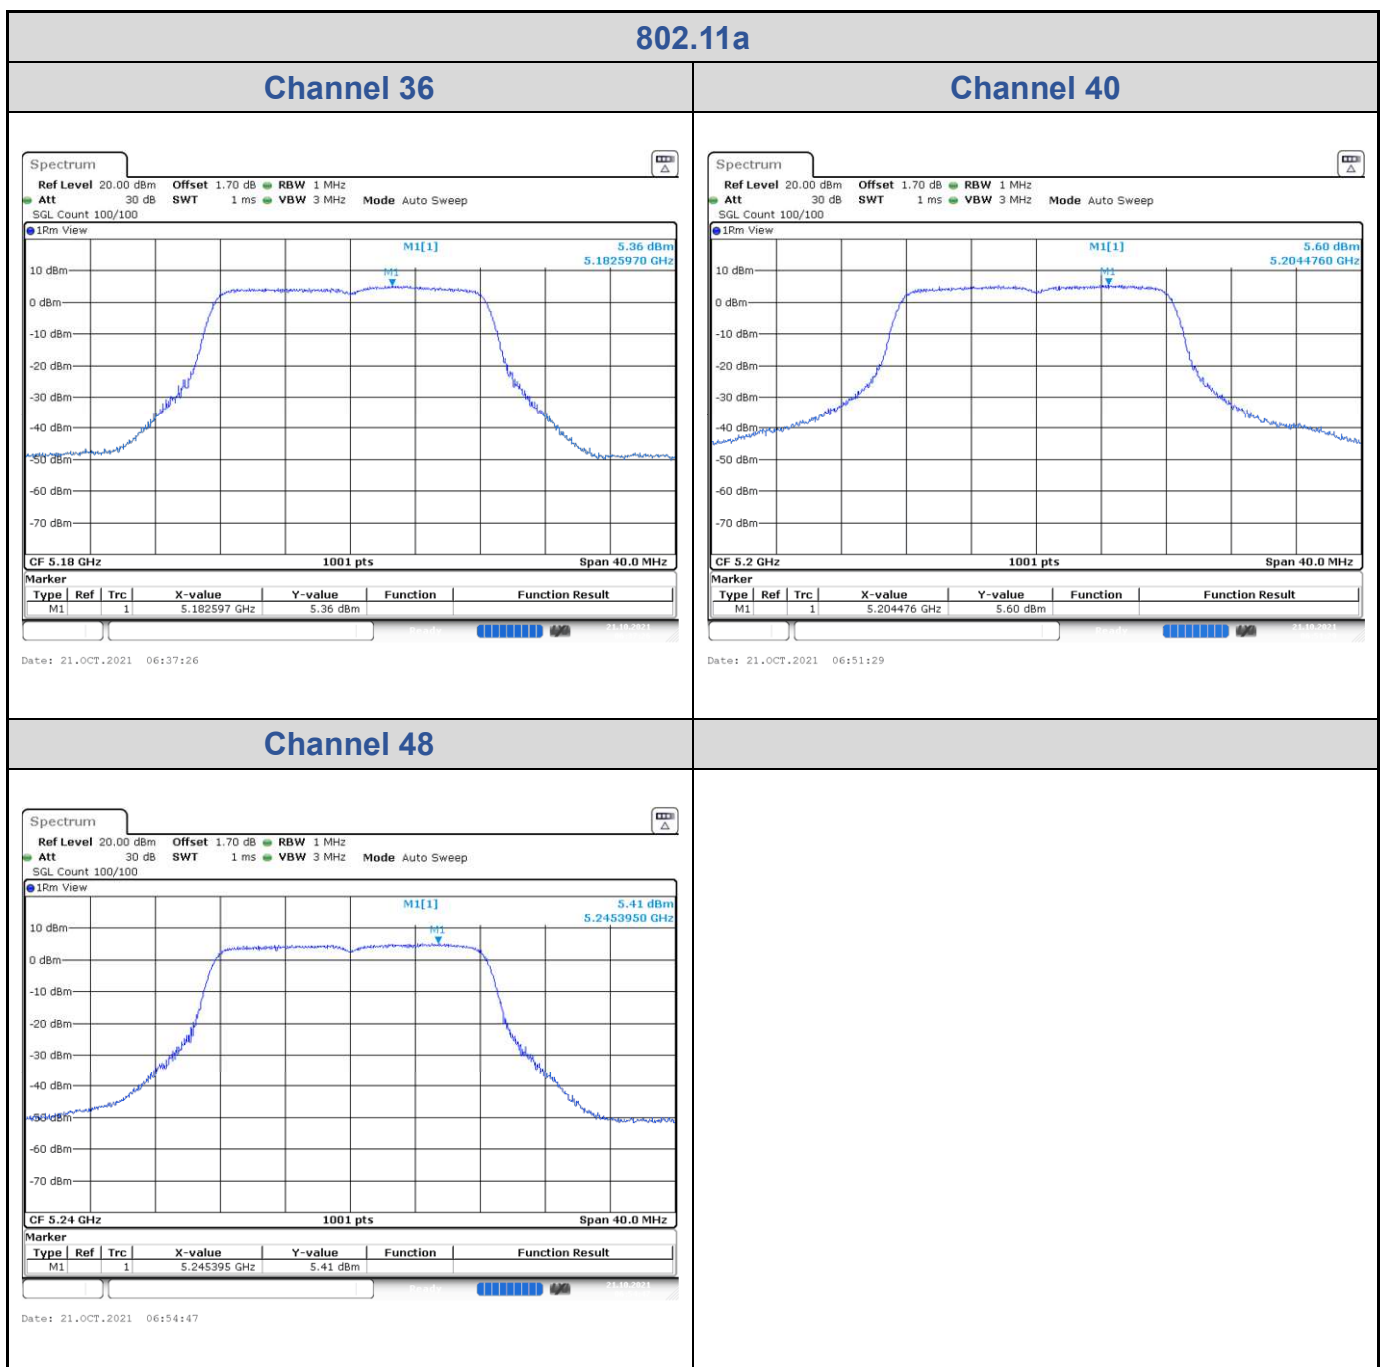 802.11a
Channel 36
Channel 40
Spectrum
Ref Level 20.00 dBm Offset 1.70 dB RBW 1 MHz
Att 30 dB SWT 1 ms VBW 3 MHz Mode Auto Sweep
SGL Count 100/100
1Rm View
M1[1] 5.36 dBm
5.1825970 GHz
M1
10 dBm
0 dBm
-10 dBm
-20 dBm
-30 dBm
-40 dBm
-50 dBm
-60 dBm
-70 dBm
CF 5.18 GHz 1001 pts Span 40.0 MHz
Marker
Type Ref Trc X-value Y-value Function Function Result
M1 1 5.182597 GHz 5.36 dBm
Ready 21.10.2021
Date: 21.OCT.2021 06:37:26
Spectrum
Ref Level 20.00 dBm Offset 1.70 dB RBW 1 MHz
Att 30 dB SWT 1 ms VBW 3 MHz Mode Auto Sweep
SGL Count 100/100
1Rm View
M1[1] 5.60 dBm
5.2044760 GHz
M1
10 dBm
0 dBm
-10 dBm
-20 dBm
-30 dBm
-40 dBm
-50 dBm
-60 dBm
-70 dBm
CF 5.2 GHz 1001 pts Span 40.0 MHz
Marker
Type Ref Trc X-value Y-value Function Function Result
M1 1 5.204476 GHz 5.60 dBm
Ready 21.10.2021
Date: 21.OCT.2021 06:51:29
Channel 48
Spectrum
Ref Level 20.00 dBm Offset 1.70 dB RBW 1 MHz
Att 30 dB SWT 1 ms VBW 3 MHz Mode Auto Sweep
SGL Count 100/100
1Rm View
M1[1] 5.41 dBm
5.2453950 GHz
M1
10 dBm
0 dBm
-10 dBm
-20 dBm
-30 dBm
-40 dBm
-50 dBm
-60 dBm
-70 dBm
CF 5.24 GHz 1001 pts Span 40.0 MHz
Marker
Type Ref Trc X-value Y-value Function Function Result
M1 1 5.245395 GHz 5.41 dBm
Ready 21.10.2021
Date: 21.OCT.2021 06:54:47